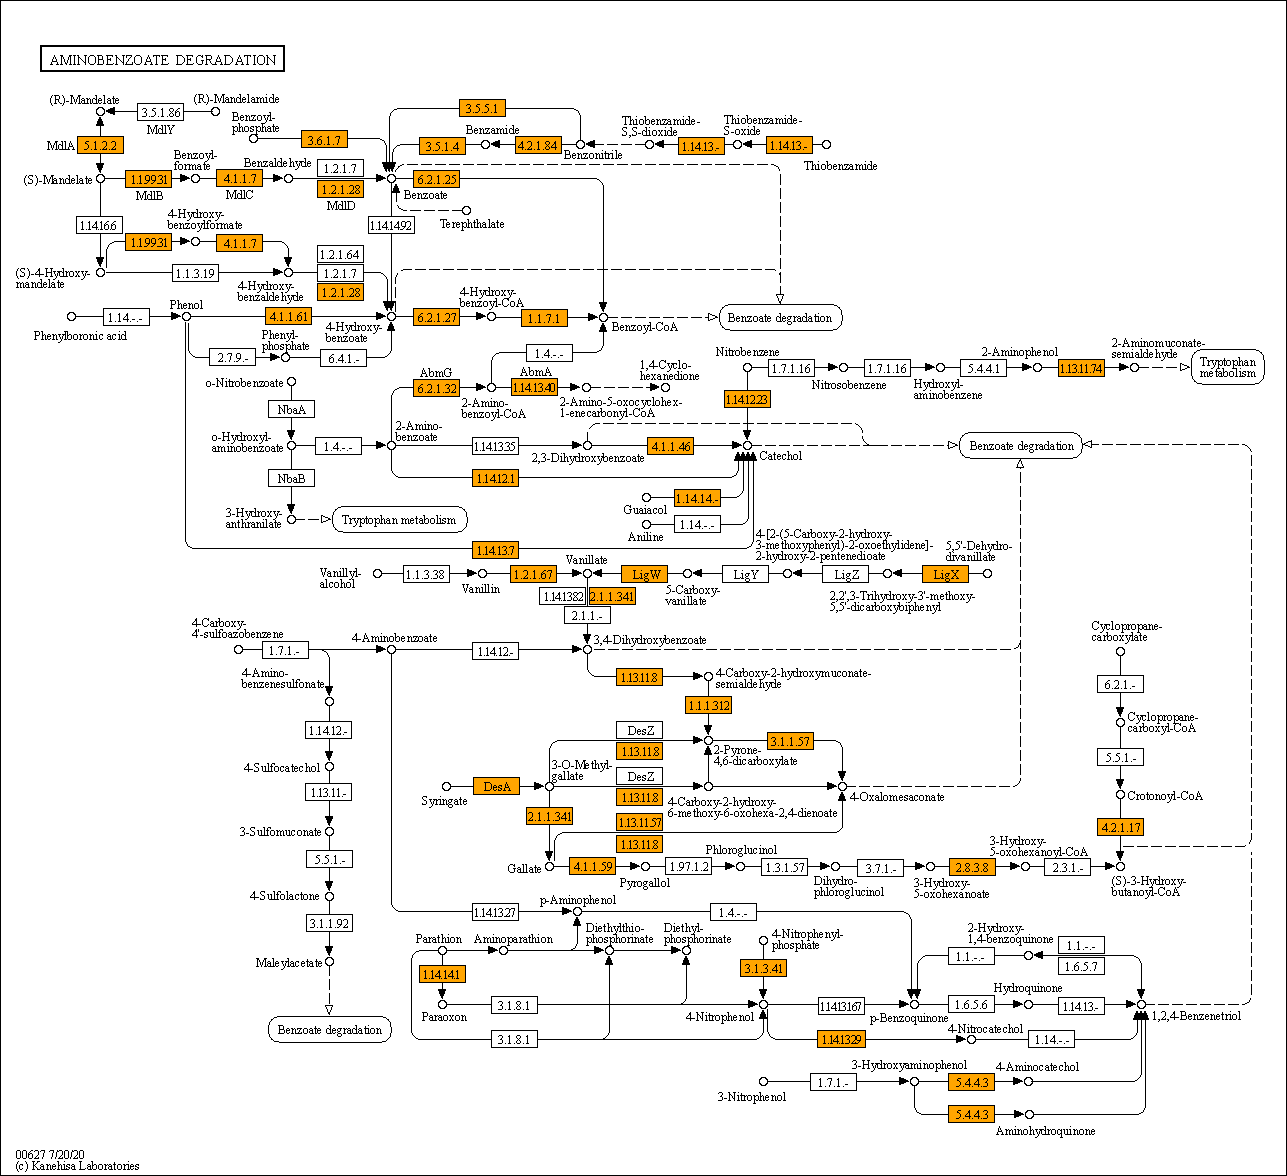 AMINOBENZOATE DEGRADATION
(R)-Mandelate
3.5.1.86
MdlY
(R)-Mandelamide
Benzoyl-
phosphate
3.6.1.7
3.5.5.1
3.5.1.4
Benzamide
4.2.1.84
Benzonitrile
Thiobenzamide-
S,S-dioxide
1.14.13.-
Thiobenzamide-
S-oxide
1.14.13.-
Thiobenzamide
MdlA
5.1.2.2
(S)-Mandelate
1.1.99.31
MdlB
Benzoyl-
formate
4.1.1.7
MdlC
Benzaldehyde
1.2.1.7
1.2.1.28
MdlD
Benzoate
6.2.1.25
Terephthalate
1.14.16.6
1.14.14.92
4-Hydroxy-
benzoylformate
1.1.99.31
4.1.1.7
1.2.1.64
1.2.1.7
1.2.1.28
(S)-4-Hydroxy-
mandelate
1.1.3.19
4-Hydroxy-
benzaldehyde
Phenylboronic acid
1.14.-.-
Phenol
4.1.1.61
4-Hydroxy-
benzoate
6.2.1.27
4-Hydroxy-
benzoyl-CoA
1.1.7.1
Benzoyl-CoA
Benzoate degradation
2.7.9.-
Phenyl-
phosphate
6.4.1.-
1.4.-.-
o-Nitrobenzoate
NbaA
o-Hydroxyl-
aminobenzoate
NbaB
3-Hydroxy-
anthranilate
Tryptophan metabolism
1.4.-.-
2-Amino-
benzoate
AbmG
6.2.1.32
2-Amino-
benzoyl-CoA
AbmA
1.14.13.40
2-Amino-5-oxocyclohex-
1-enecarbonyl-CoA
1,4-Cyclo-
hexanedione
1.14.13.35
2,3-Dihydroxybenzoate
4.1.1.46
1.14.12.1
Nitrobenzene
1.14.12.23
1.7.1.16
Nitrosobenzene
1.7.1.16
Hydroxyl-
aminobenzene
5.4.4.1
2-Aminophenol
1.13.11.74
2-Aminomuconate-
semialdehyde
Tryptophan
metabolism
Catechol
Benzoate degradation
Guaiacol
1.14.14.-
Aniline
1.14.-.-
1.14.13.7
Vanillyl-
alcohol
1.1.3.38
Vanillin
1.2.1.67
Vanillate
LigW
5-Carboxy-
vanillate
LigY
4-[2-(5-Carboxy-2-hydroxy-
3-methoxyphenyl)-2-oxoethylidene]-
2-hydroxy-2-pentenedioate
LigZ
2,2',3-Trihydroxy-3'-methoxy-
5,5'-dicarboxybiphenyl
LigX
5,5'-Dehydro-
divanillate
1.14.13.82
2.1.1.341
2.1.1.-
4-Carboxy-
4'-sulfoazobenzene
1.7.1.-
4-Aminobenzoate
1.14.12.-
3,4-Dihydroxybenzoate
4-Amino-
benzenesulfonate
1.14.12.-
4-Sulfocatechol
1.13.11.-
3-Sulfomuconate
5.5.1.-
4-Sulfolactone
3.1.1.92
Maleylacetate
Benzoate degradation
1.13.11.8
4-Carboxy-2-hydroxymuconate-
semialdehyde
1.1.1.312
DesZ
1.13.11.8
2-Pyrone-
4,6-dicarboxylate
3.1.1.57
Syringate
DesA
3-O-Methyl-
gallate
DesZ
1.13.11.8
4-Carboxy-2-hydroxy-
6-methoxy-6-oxohexa-2,4-dienoate
4-Oxalomesaconate
2.1.1.341
1.13.11.57
1.13.11.8
Gallate
4.1.1.59
Pyrogallol
1.97.1.2
Phloroglucinol
1.3.1.57
Dihydro-
phloroglucinol
3.7.1.-
3-Hydroxy-
5-oxohexanoate
2.8.3.8
3-Hydroxy-
5-oxohexanoyl-CoA
2.3.1.-
(S)-3-Hydroxy-
butanoyl-CoA
Cyclopropane-
carboxylate
6.2.1.-
Cyclopropane-
carboxyl-CoA
5.5.1.-
Crotonoyl-CoA
4.2.1.17
1.14.13.27
p-Aminophenol
1.4.-.-
Parathion
Aminoparathion
Diethylthio-
phosphorinate
Diethyl-
phosphorinate
1.14.14.1
Paraoxon
3.1.8.1
3.1.8.1
4-Nitrophenyl-
phosphate
3.1.3.41
4-Nitrophenol
1.14.13.167
p-Benzoquinone
1.1.-.-
2-Hydroxy-
1,4-benzoquinone
1.1.-.-
1.6.5.7
1.6.5.6
Hydroquinone
1.14.13.-
1,2,4-Benzenetriol
1.14.13.29
4-Nitrocatechol
1.14.-.-
3-Nitrophenol
1.7.1.-
3-Hydroxyaminophenol
5.4.4.3
4-Aminocatechol
5.4.4.3
Aminohydroquinone
00627 7/20/20
(c) Kanehisa Laboratories